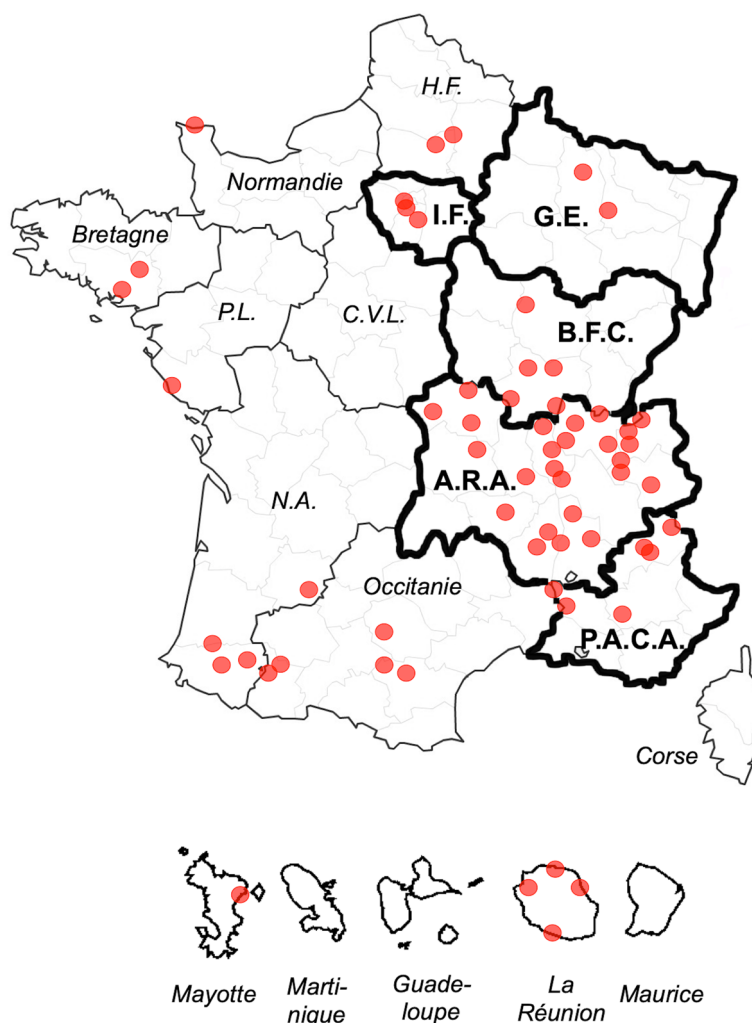 H.F.
Normandie
I.F.
G.E.
Bretagne
P.L.
C.V.L.
B.F.C.
A.R.A.
N.A.
Occitanie
P.A.C.A.
Corse
Mayotte
Marti-
nique
Guade-
loupe
La
Réunion
Maurice